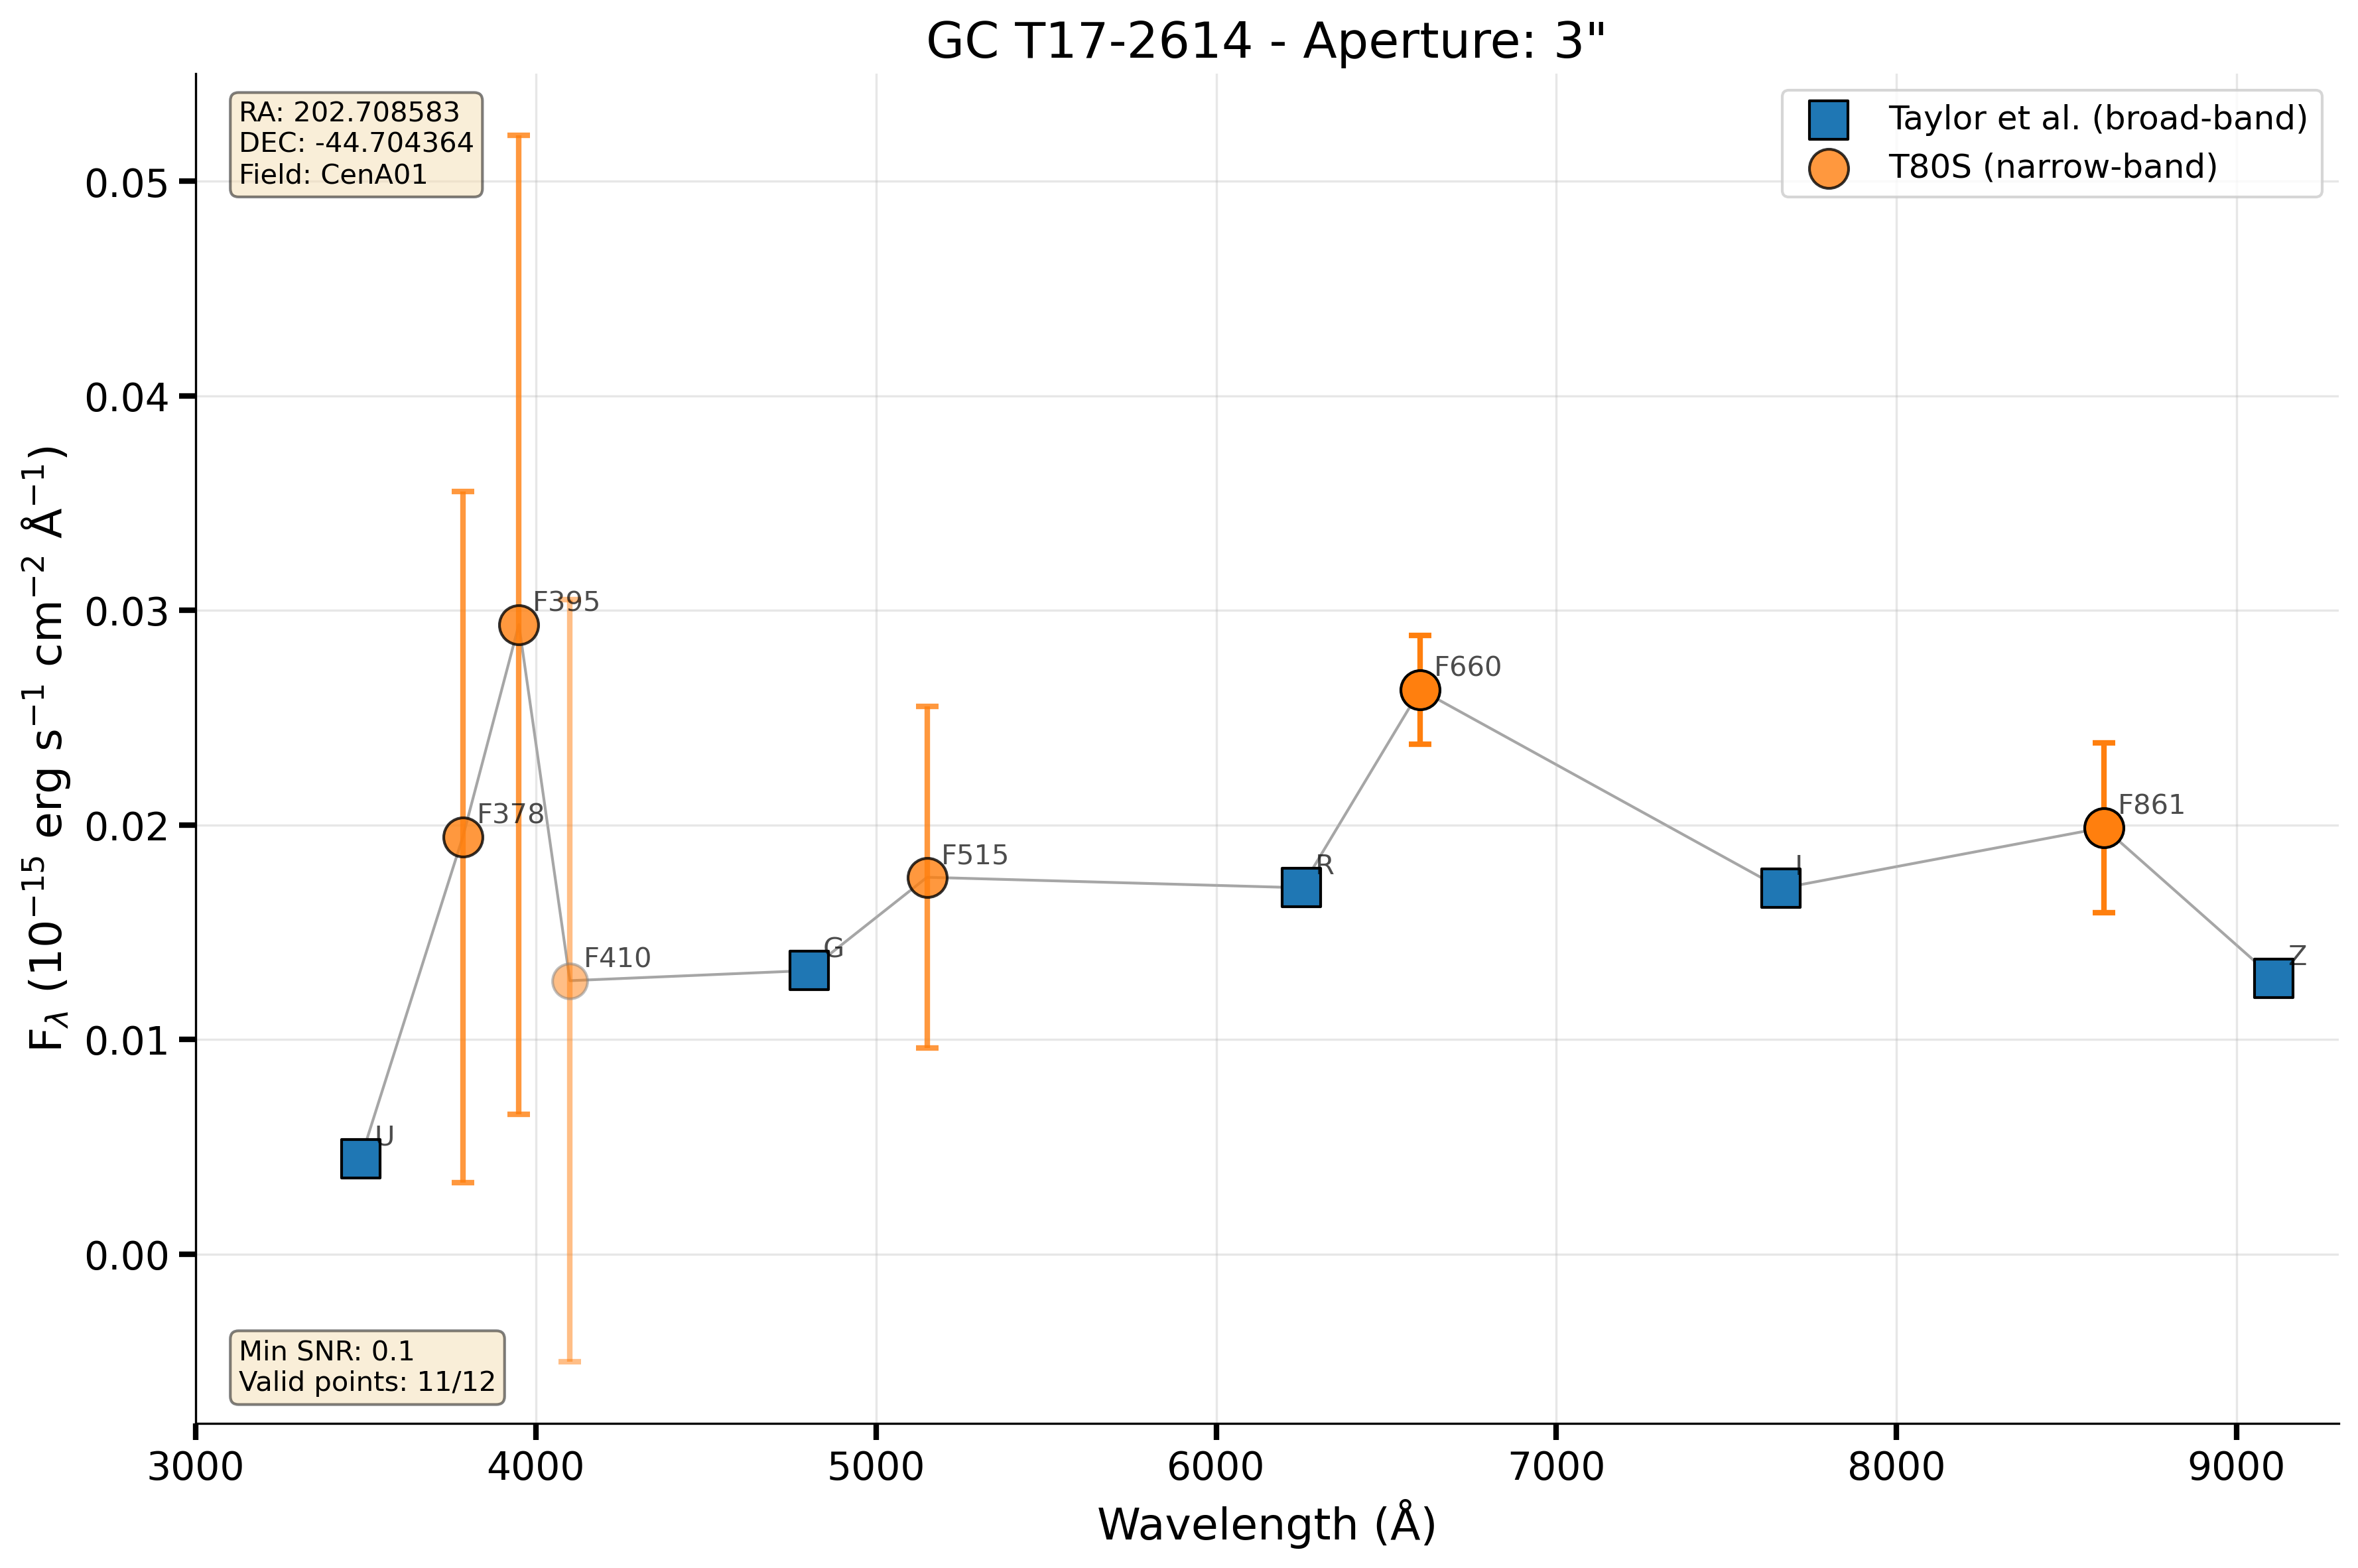 GC T17-2614 - Aperture: 3"
RA: 202.708583
DEC: -44.704364
Field: CenA01
Taylor et al. (broad-band)
T80S (narrow-band)
0.05
0.04
0.03
0.02
0.01
0.00
F_λ (10⁻¹⁵ erg s⁻¹ cm⁻² Å⁻¹)
F395
F660
F378
F861
F515
R
I
G
F410
Z
U
Min SNR: 0.1
Valid points: 11/12
3000 4000 5000 6000 7000 8000 9000
Wavelength (Å)